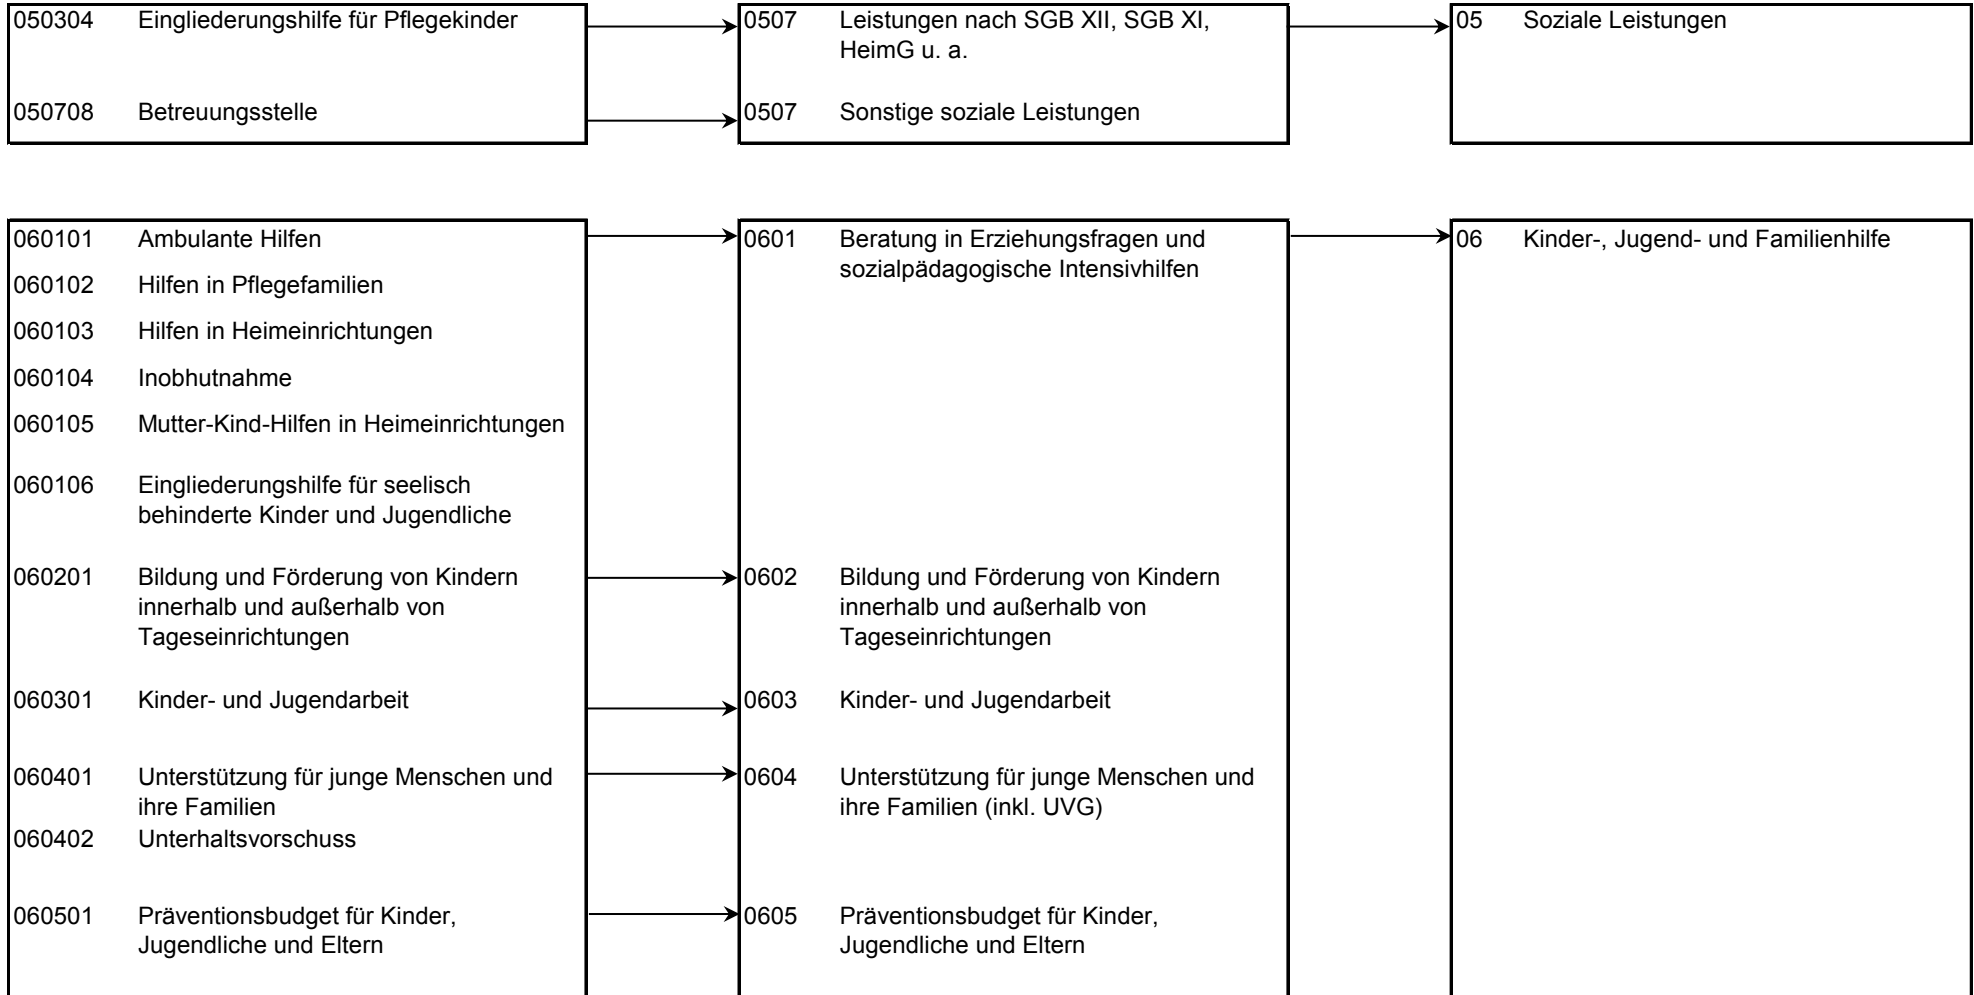 050304 Eingliederungshilfe für Pflegekinder 0507 Leistungen nach SGB XII, SGB XI, 05 Soziale Leistungen
HeimG u. a.
050708 Betreuungsstelle 0507 Sonstige soziale Leistungen
060101 Ambulante Hilfen 0601 Beratung in Erziehungsfragen und 06 Kinder-, Jugend- und Familienhilfe
sozialpädagogische Intensivhilfen
060102 Hilfen in Pflegefamilien
060103 Hilfen in Heimeinrichtungen
060104 Inobhutnahme
060105 Mutter-Kind-Hilfen in Heimeinrichtungen
060106 Eingliederungshilfe für seelisch
behinderte Kinder und Jugendliche
060201 Bildung und Förderung von Kindern 0602 Bildung und Förderung von Kindern
innerhalb und außerhalb von innerhalb und außerhalb von
Tageseinrichtungen Tageseinrichtungen
060301 Kinder- und Jugendarbeit 0603 Kinder- und Jugendarbeit
060401 Unterstützung für junge Menschen und 0604 Unterstützung für junge Menschen und
ihre Familien ihre Familien (inkl. UVG)
060402 Unterhaltsvorschuss
060501 Präventionsbudget für Kinder, 0605 Präventionsbudget für Kinder,
Jugendliche und Eltern Jugendliche und Eltern